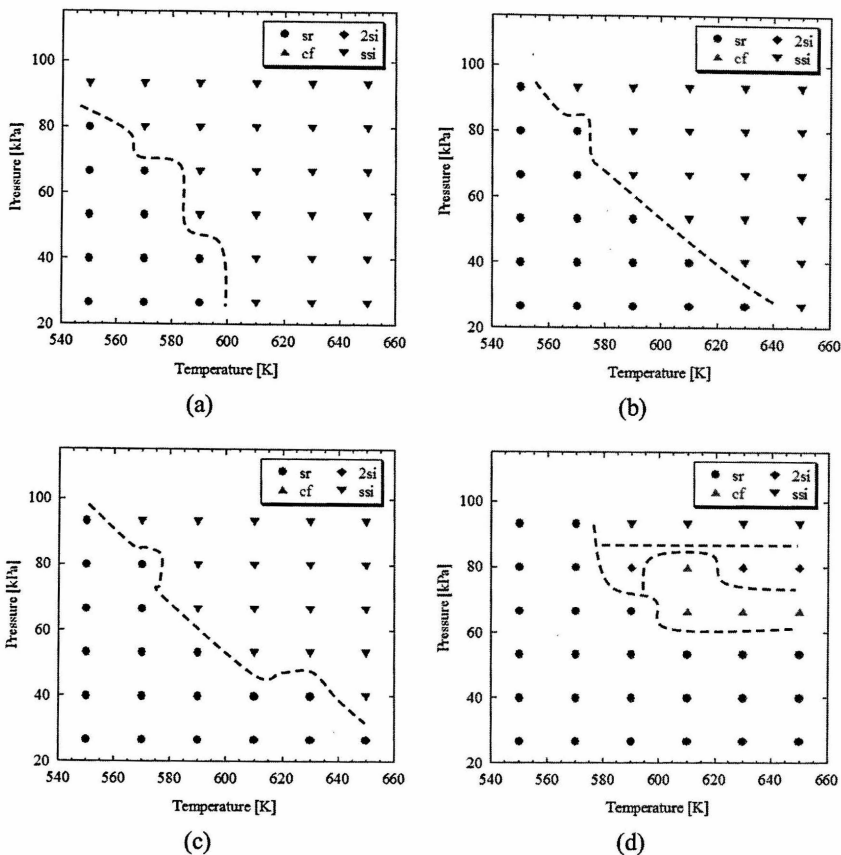 sr 2si
cf ssi
100
80
60
40
20
Pressure [kPa]
540 560 580 600 620 640 660
Temperature [K]
(a)
sr 2si
cf ssi
100
80
60
40
20
Pressure [kPa]
540 560 580 600 620 640 660
Temperature [K]
(b)
sr 2si
cf ssi
100
80
60
40
20
Pressure [kPa]
540 560 580 600 620 640 660
Temperature [K]
(c)
sr 2si
cf ssi
100
80
60
40
20
Pressure [kPa]
540 560 580 600 620 640 660
Temperature [K]
(d)